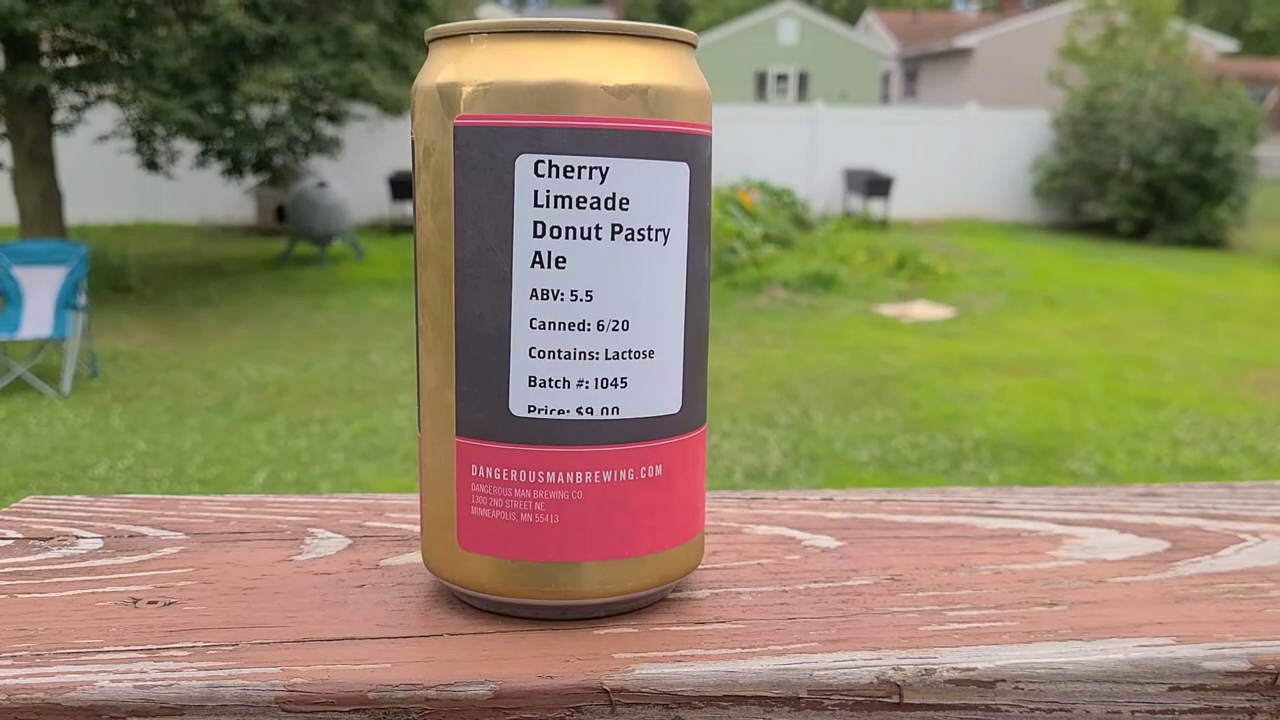 Cherry
Limeade
Donut Pastry
Ale
ABV: 5.5
Canned: 6/20
Contains: Lactose
Batch #: 1045
Price: $9.00
DANGEROUSMANBREWING.COM
DANGEROUS MAN BREWING CO.
1300 2ND STREET NE
MINNEAPOLIS, MN 55413